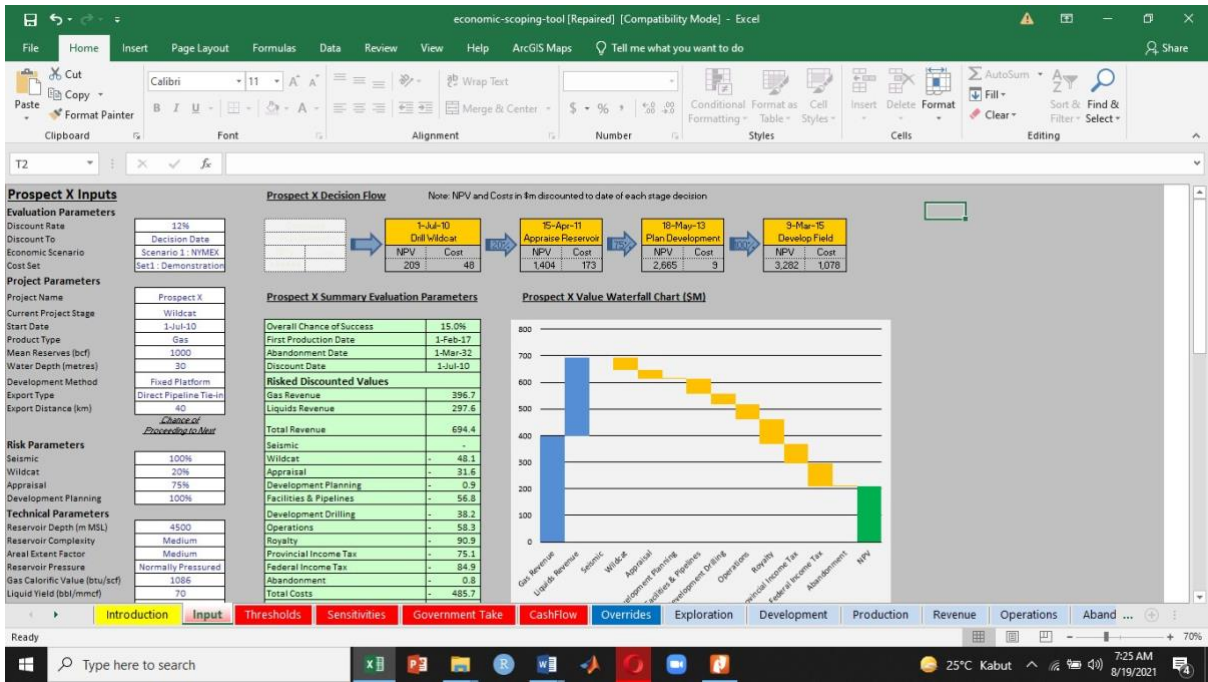 economic-scoping-tool [Repaired] [Compatibility Mode] - Excel
File Home Insert Page Layout Formulas Data Review View Help ArcGIS Maps Tell me what you want to do Share
Cut
Copy
Format Painter
Paste
Calibri 11
Wrap Text
Merge & Center
Conditional Formatting
Format as Table
Cell Styles
Insert Delete Format
AutoSum
Fill
Clear
Sort & Filter
Find & Select
Clipboard Font Alignment Number Styles Cells Editing
T2 fx
Prospect X Inputs
Evaluation Parameters
Discount Rate 12%
Discount To Decision Date
Economic Scenario Scenario 1 : NYMEX
Cost Set Set1 : Demonstration
Project Parameters
Project Name Prospect X
Current Project Stage Wildcat
Start Date 1-Jul-10
Product Type Gas
Mean Reserves (bcf) 1000
Water Depth (metres) 30
Development Method Fixed Platform
Export Type Direct Pipeline Tie-in
Export Distance (km) 40
Chance of
Proceeding to Next
Risk Parameters
Seismic 100%
Wildcat 20%
Appraisal 75%
Development Planning 100%
Technical Parameters
Reservoir Depth (m MSL) 4500
Reservoir Complexity Medium
Areal Extent Factor Medium
Reservoir Pressure Normally Pressured
Gas Calorific Value (btu/scf) 1086
Liquid Yield (bbl/mmcf) 70
Prospect X Decision Flow
Note: NPV and Costs in $m discounted to date of each stage decision
1-Jul-10
Drill Wildcat
NPV Cost
209 48
20%
15-Apr-11
Appraise Reservoir
NPV Cost
1,404 173
75%
18-May-13
Plan Development
NPV Cost
2,665 9
100%
9-Mar-15
Develop Field
NPV Cost
3,282 1,078
Prospect X Summary Evaluation Parameters
Overall Chance of Success 15.0%
First Production Date 1-Feb-17
Abandonment Date 1-Mar-32
Discount Date 1-Jul-10
Risked Discounted Values
Gas Revenue 396.7
Liquids Revenue 297.6
Total Revenue 694.4
Seismic -
Wildcat - 48.1
Appraisal - 31.6
Development Planning - 0.9
Facilities & Pipelines - 56.8
Development Drilling - 38.2
Operations - 58.3
Royalty - 90.9
Provincial Income Tax - 75.1
Federal Income Tax - 84.9
Abandonment - 0.8
Total Costs - 485.7
Prospect X Value Waterfall Chart ($M)
800
700
600
500
400
300
200
100
0
Gas Revenue
Liquids Revenue
Seismic
Wildcat
Appraisal
elopment Planning
Facilities & Pipelines
evelopment Drilling
Operations
Royalty
ovincial Income Tax
Federal Income Tax
Abandonment
NPV
Introduction Input Thresholds Sensitivities Government Take CashFlow Overrides Exploration Development Production Revenue Operations Aband ...
Ready 70%
Type here to search
25°C Kabut
7:25 AM
8/19/2021
4